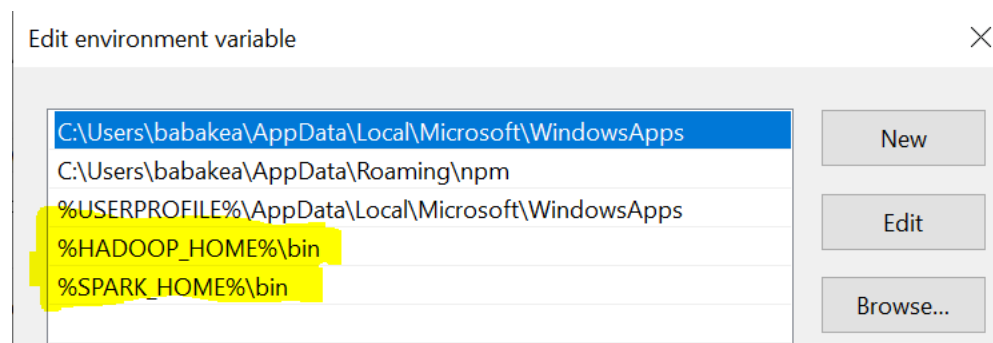 Edit environment variable
C:\Users\babakea\AppData\Local\Microsoft\WindowsApps
New
C:\Users\babakea\AppData\Roaming\npm
%USERPROFILE%\AppData\Local\Microsoft\WindowsApps
Edit
%HADOOP_HOME%\bin
%SPARK_HOME%\bin
Browse...